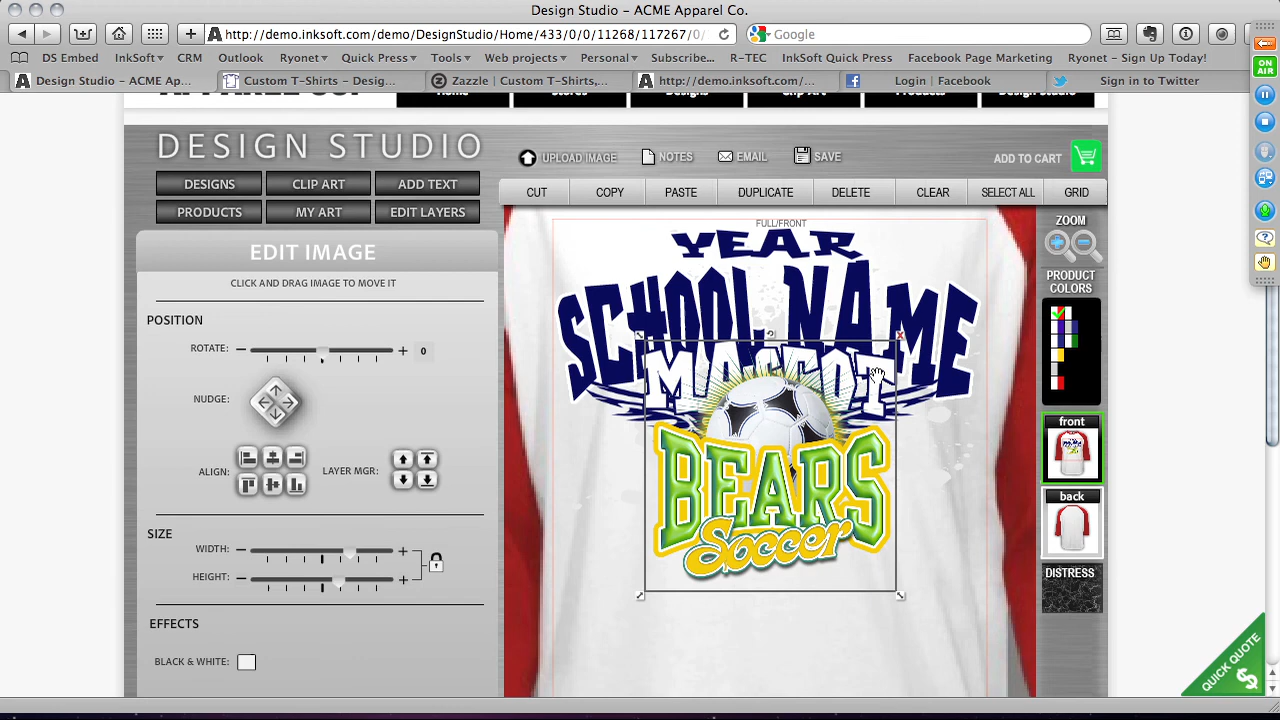 Design Studio – ACME Apparel Co.
http://demo.inksoft.com/demo/DesignStudio/Home/433/0/0/11268/117267/0/
Google
DS Embed InkSoft CRM Outlook Ryonet Quick Press Tools Web projects Personal Subscribe... R-TEC InkSoft Quick Press Facebook Page Marketing Ryonet – Sign Up Today!
Design Studio – ACME Ap... Custom T-Shirts – Desig... Zazzle | Custom T-Shirts,... http://demo.inksoft.com/... Login | Facebook Sign in to Twitter
ON AIR
DESIGN STUDIO
UPLOAD IMAGE NOTES EMAIL SAVE ADD TO CART
DESIGNS CLIP ART ADD TEXT
CUT COPY PASTE DUPLICATE DELETE CLEAR SELECT ALL GRID
PRODUCTS MY ART EDIT LAYERS
EDIT IMAGE
CLICK AND DRAG IMAGE TO MOVE IT
POSITION
ROTATE: 0
NUDGE:
ALIGN: LAYER MGR:
SIZE
WIDTH:
HEIGHT:
EFFECTS
BLACK & WHITE:
FULL/FRONT
YEAR
SCHOOL NAME
MASCOT
BEARS
Soccer
ZOOM
PRODUCT
COLORS
front
back
DISTRESS
QUICK QUOTE
$